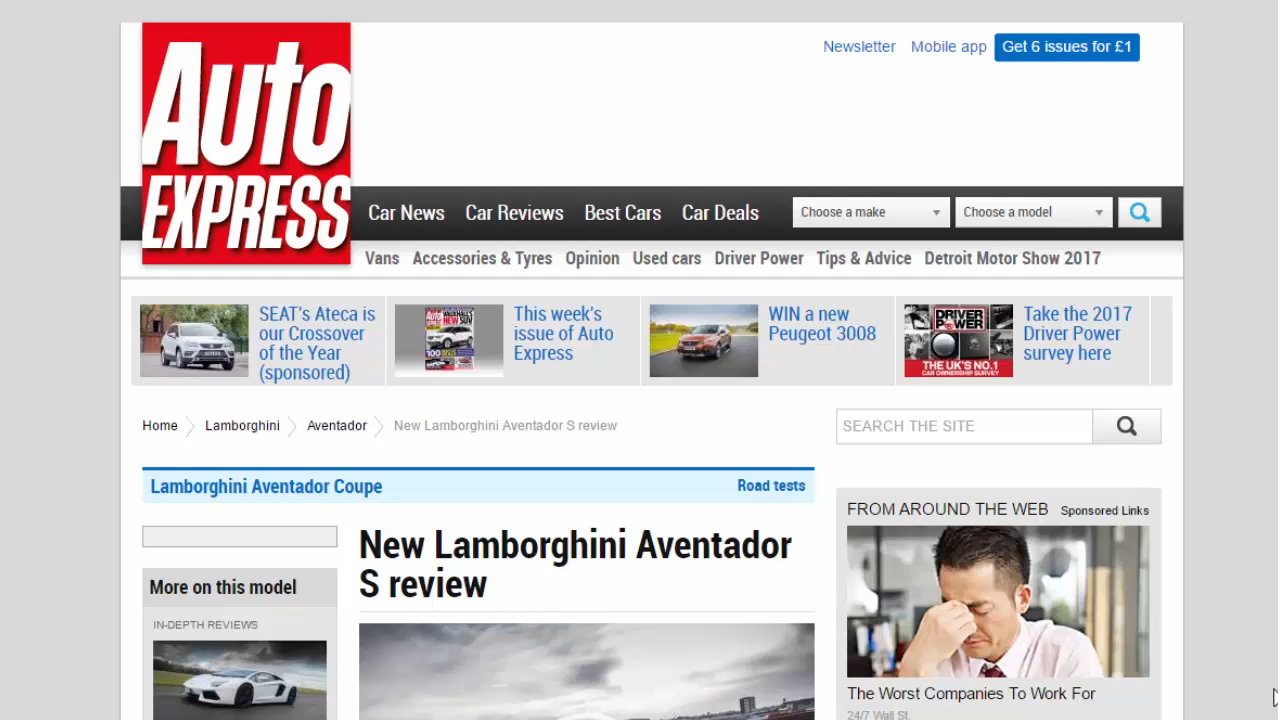 Auto
EXPRESS
Newsletter Mobile app Get 6 issues for £1
Car News Car Reviews Best Cars Car Deals Choose a make Choose a model
Vans Accessories & Tyres Opinion Used cars Driver Power Tips & Advice Detroit Motor Show 2017
SEAT's Ateca is
our Crossover
of the Year
(sponsored)
This week's
issue of Auto
Express
WIN a new
Peugeot 3008
DRIVER
POWER
THE UK'S NO.1
CAR OWNERSHIP SURVEY
Take the 2017
Driver Power
survey here
Home Lamborghini Aventador New Lamborghini Aventador S review
SEARCH THE SITE
Lamborghini Aventador Coupe Road tests
New Lamborghini Aventador
S review
More on this model
IN-DEPTH REVIEWS
FROM AROUND THE WEB Sponsored Links
The Worst Companies To Work For
24/7 Wall St.